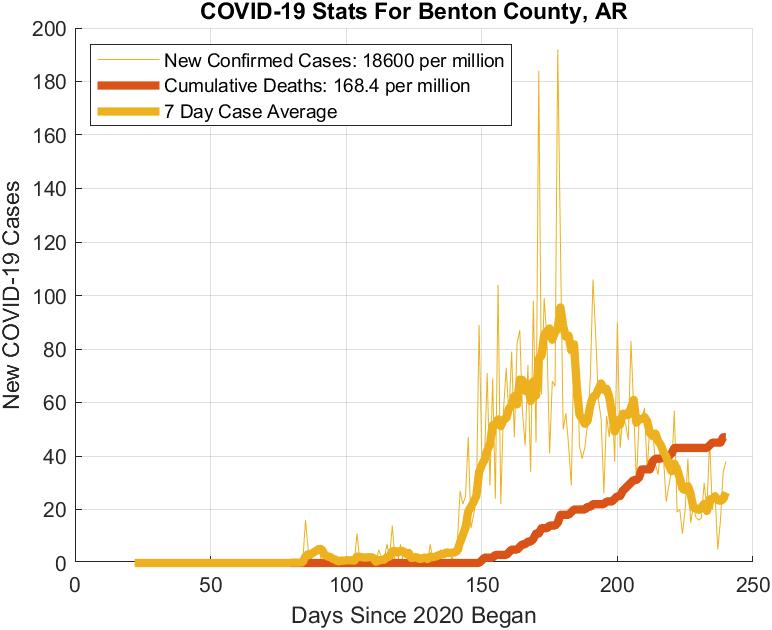 COVID-19 Stats For Benton County, AR
200
180
160
140
120
100
80
60
40
20
0
New COVID-19 Cases
New Confirmed Cases: 18600 per million
Cumulative Deaths: 168.4 per million
7 Day Case Average
0 50 100 150 200 250
Days Since 2020 Began